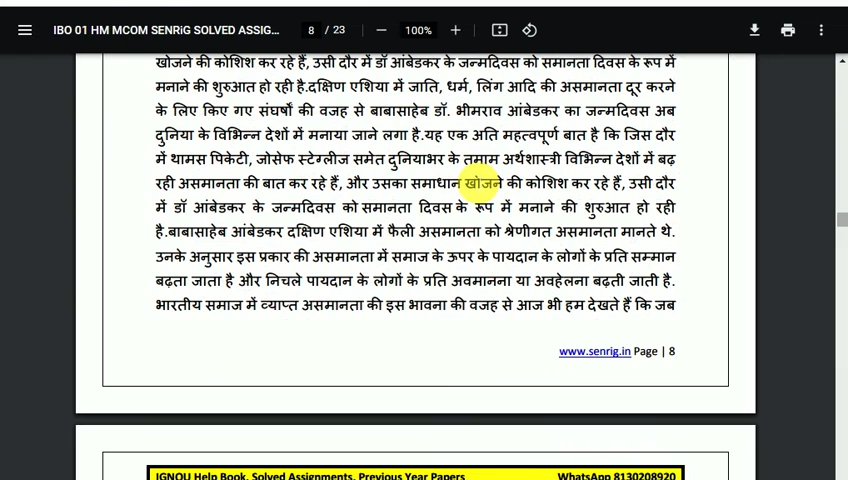 IBO 01 HM MCOM SENRiG SOLVED ASSIG...
8 / 23
100%
खोजने की कोशिश कर रहे हैं, उसी दौर में डॉ आंबेडकर के जन्मदिवस को समानता दिवस के रूप में
मनाने की शुरुआत हो रही है.दक्षिण एशिया में जाति, धर्म, लिंग आदि की असमानता दूर करने
के लिए किए गए संघर्षों की वजह से बाबासाहेब डॉ. भीमराव आंबेडकर का जन्मदिवस अब
दुनिया के विभिन्न देशों में मनाया जाने लगा है.यह एक अति महत्वपूर्ण बात है कि जिस दौर
में थामस पिकेटी, जोसेफ स्टेग्लीज समेत दुनियाभर के तमाम अर्थशास्त्री विभिन्न देशों में बढ़
रही असमानता की बात कर रहे हैं, और उसका समाधान खोजने की कोशिश कर रहे हैं, उसी दौर
में डॉ आंबेडकर के जन्मदिवस को समानता दिवस के रूप में मनाने की शुरुआत हो रही
है.बाबासाहेब आंबेडकर दक्षिण एशिया में फैली असमानता को श्रेणीगत असमानता मानते थे.
उनके अनुसार इस प्रकार की असमानता में समाज के ऊपर के पायदान के लोगों के प्रति सम्मान
बढ़ता जाता है और निचले पायदान के लोगों के प्रति अवमानना या अवहेलना बढ़ती जाती है.
भारतीय समाज में व्याप्त असमानता की इस भावना की वजह से आज भी हम देखते हैं कि जब
www.senrig.in Page | 8
IGNOU Help Book, Solved Assignments, Previous Year Papers WhatsApp 8130208920